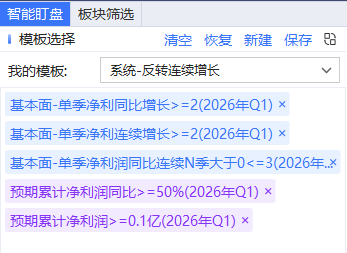 智能盯盘 板块筛选
模板选择 清空 恢复 新建 保存
我的模板: 系统-反转连续增长
基本面-单季净利同比增长>=2(2026年Q1) ×
基本面-单季净利连续增长>=2(2026年Q1) ×
基本面-单季净利润同比连续N季大于0<=3(2026年... ×
预期累计净利润同比>=50%(2026年Q1) ×
预期累计净利润>=0.1亿(2026年Q1) ×